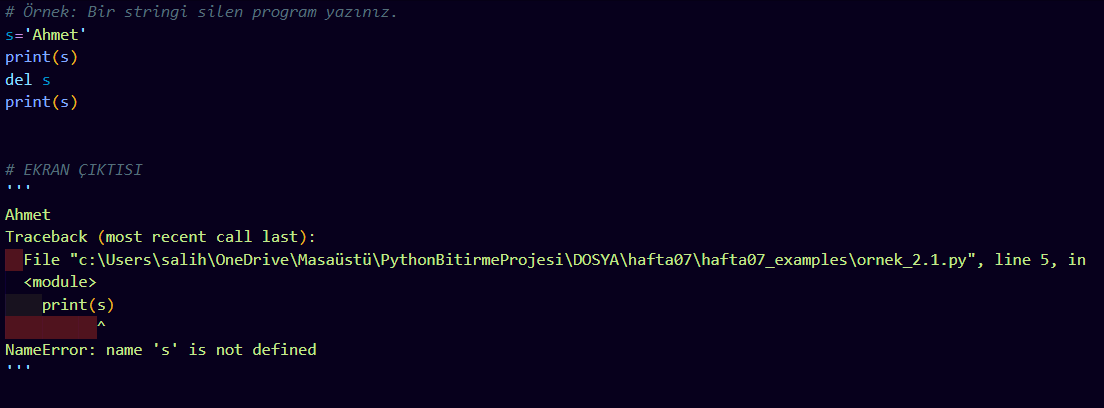 # Örnek: Bir stringi silen program yazınız.
s='Ahmet'
print(s)
del s
print(s)
# EKRAN ÇIKTISI
'''
Ahmet
Traceback (most recent call last):
  File "c:\Users\salih\OneDrive\Masaüstü\PythonBitirmeProjesi\DOSYA\hafta07\hafta07_examples\ornek_2.1.py", line 5, in
  <module>
    print(s)
          ^
NameError: name 's' is not defined
'''